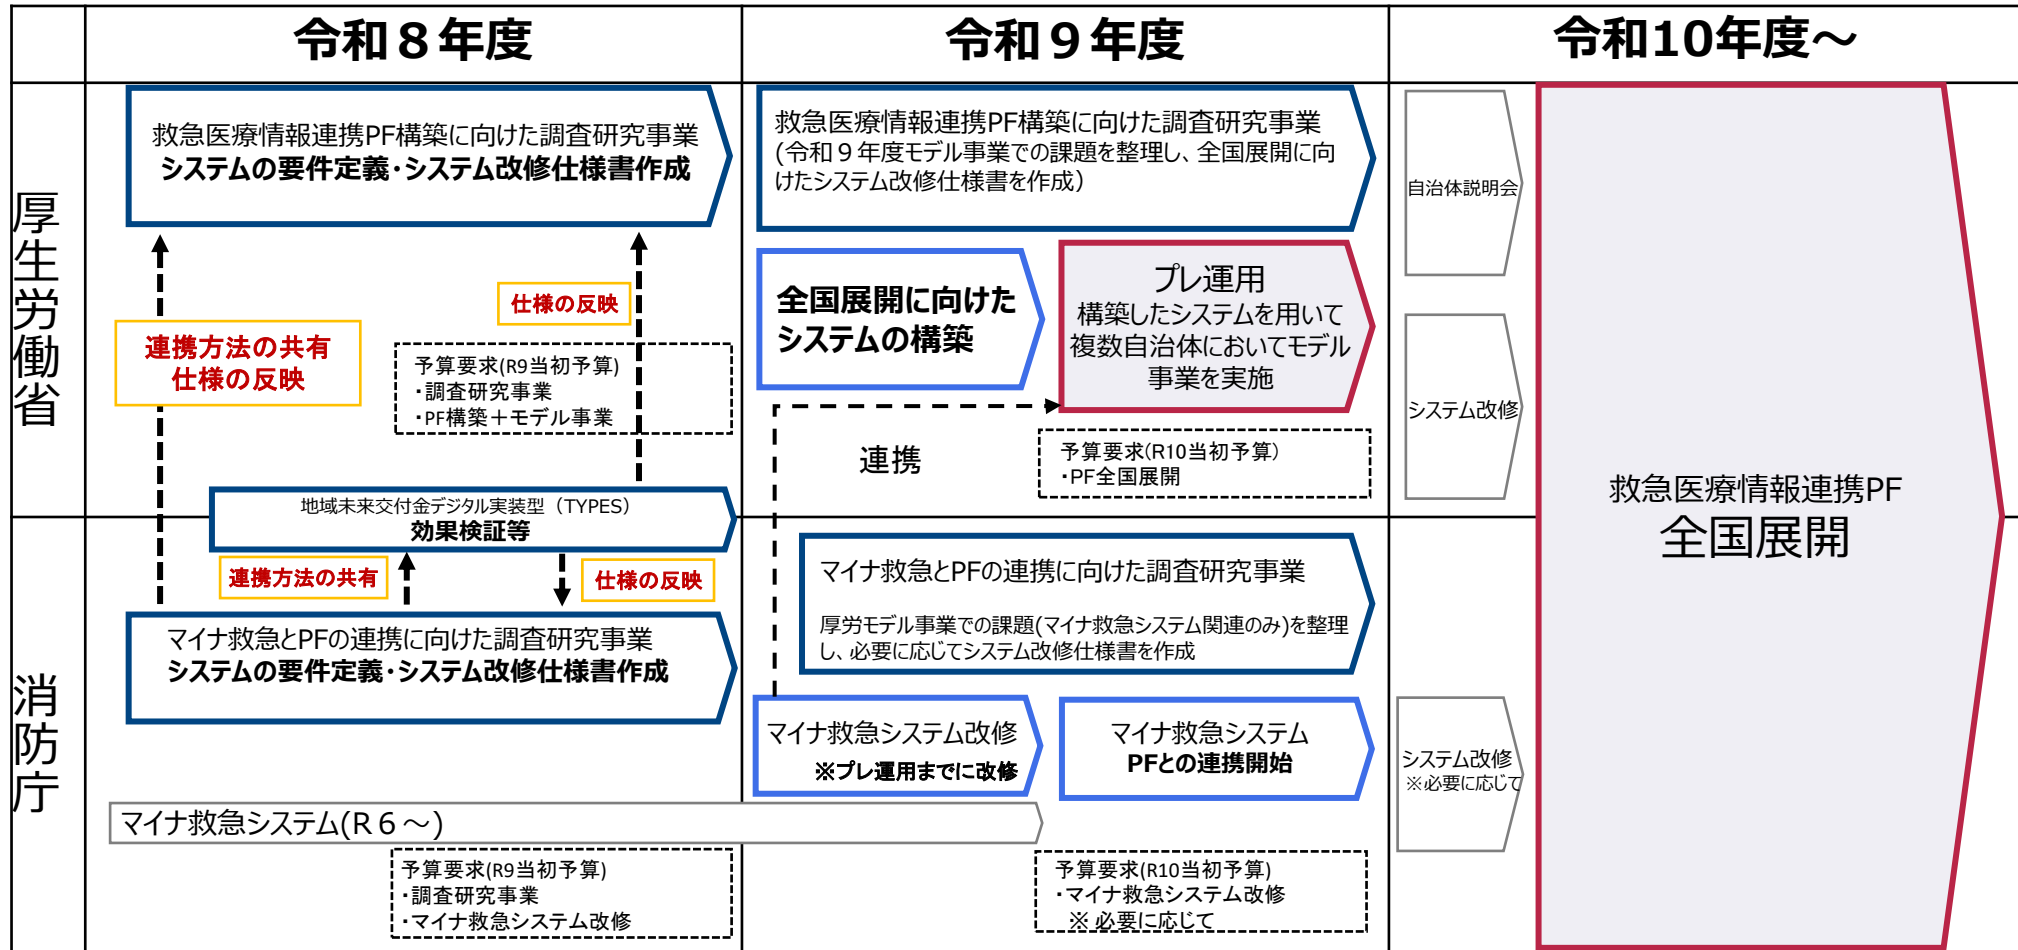 令和８年度
令和９年度
令和10年度～
厚生労働省
救急医療情報連携PF構築に向けた調査研究事業
システムの要件定義・システム改修仕様書作成
連携方法の共有
仕様の反映
仕様の反映
予算要求(R9当初予算)
・調査研究事業
・PF構築＋モデル事業
地域未来交付金デジタル実装型（TYPES）
効果検証等
救急医療情報連携PF構築に向けた調査研究事業
(令和９年度モデル事業での課題を整理し、全国展開に向
けたシステム改修仕様書を作成）
全国展開に向けた
システムの構築
プレ運用
構築したシステムを用いて
複数自治体においてモデル
事業を実施
連携
予算要求(R10当初予算）
・PF全国展開
自治体説明会
システム改修
救急医療情報連携PF
全国展開
消防庁
連携方法の共有
仕様の反映
マイナ救急とPFの連携に向けた調査研究事業
システムの要件定義・システム改修仕様書作成
マイナ救急システム(R６～)
予算要求(R9当初予算)
・調査研究事業
・マイナ救急システム改修
マイナ救急とPFの連携に向けた調査研究事業
厚労モデル事業での課題(マイナ救急システム関連のみ)を整理
し、必要に応じてシステム改修仕様書を作成
マイナ救急システム改修
※プレ運用までに改修
マイナ救急システム
PFとの連携開始
予算要求(R10当初予算)
・マイナ救急システム改修
※ 必要に応じて
システム改修
※必要に応じて